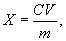 X = CV/m,